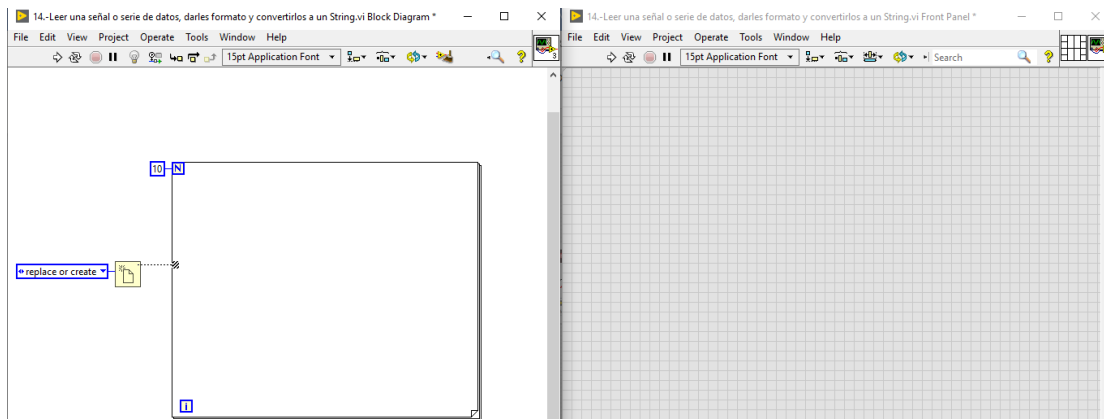 14.-Leer una señal o serie de datos, darles formato y convertirlos a un String.vi Block Diagram *
File Edit View Project Operate Tools Window Help
15pt Application Font
3
10 N
replace or create
i
14.-Leer una señal o serie de datos, darles formato y convertirlos a un String.vi Front Panel *
File Edit View Project Operate Tools Window Help
15pt Application Font
Search